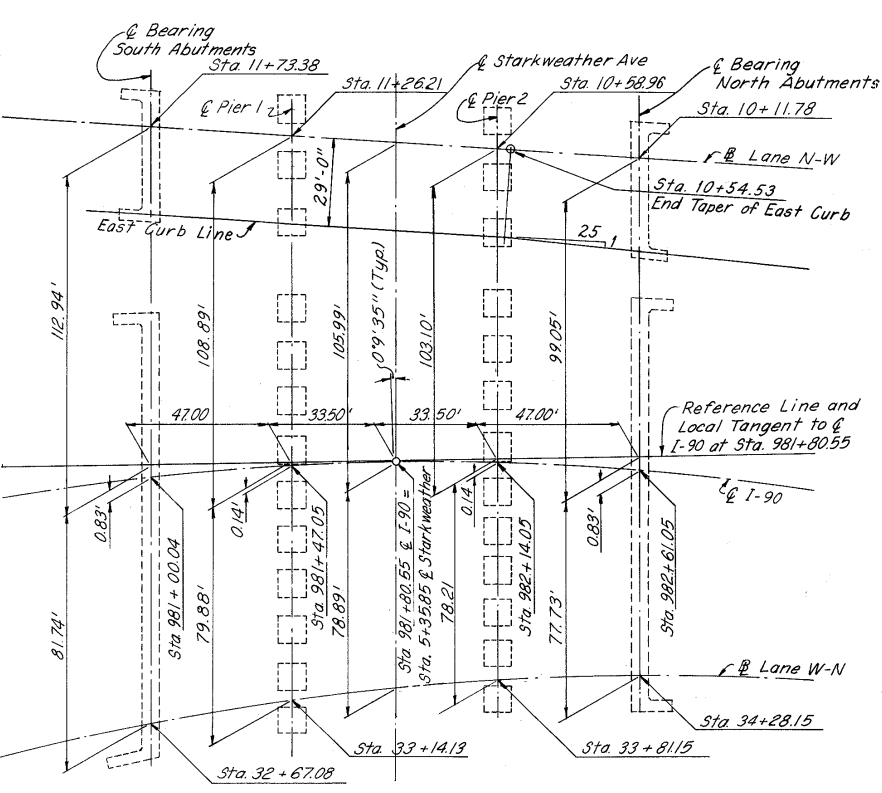 ℄ Bearing
South Abutments
Sta. 11+73.38
℄ Pier 1
Sta. 11+26.21
℄ Starkweather Ave
℄ Pier 2
Sta. 10+58.96
℄ Bearing
North Abutments
Sta. 10+11.78
℄ Lane N-W
Sta. 10+54.53
End Taper of East Curb
29'-0"
East Curb Line
25
1
112.94'
108.89'
105.99'
0°9'35" (Typ.)
103.10'
99.05'
47.00
33.50'
33.50'
47.00'
Reference Line and
Local Tangent to ℄
I-90 at Sta. 981+80.55
℄ I-90
0.83'
0.14'
0.14
0.83'
81.74'
Sta 981+00.04
79.88'
Sta. 981+47.05
78.89'
Sta. 981+80.55 ℄ I-90 =
Sta. 5+35.85 ℄ Starkweather
78.21
Sta. 982+14.05
77.73'
Sta. 982+61.05
℄ Lane W-N
Sta. 32+67.08
Sta. 33+14.13
Sta. 33+81.15
Sta. 34+28.15